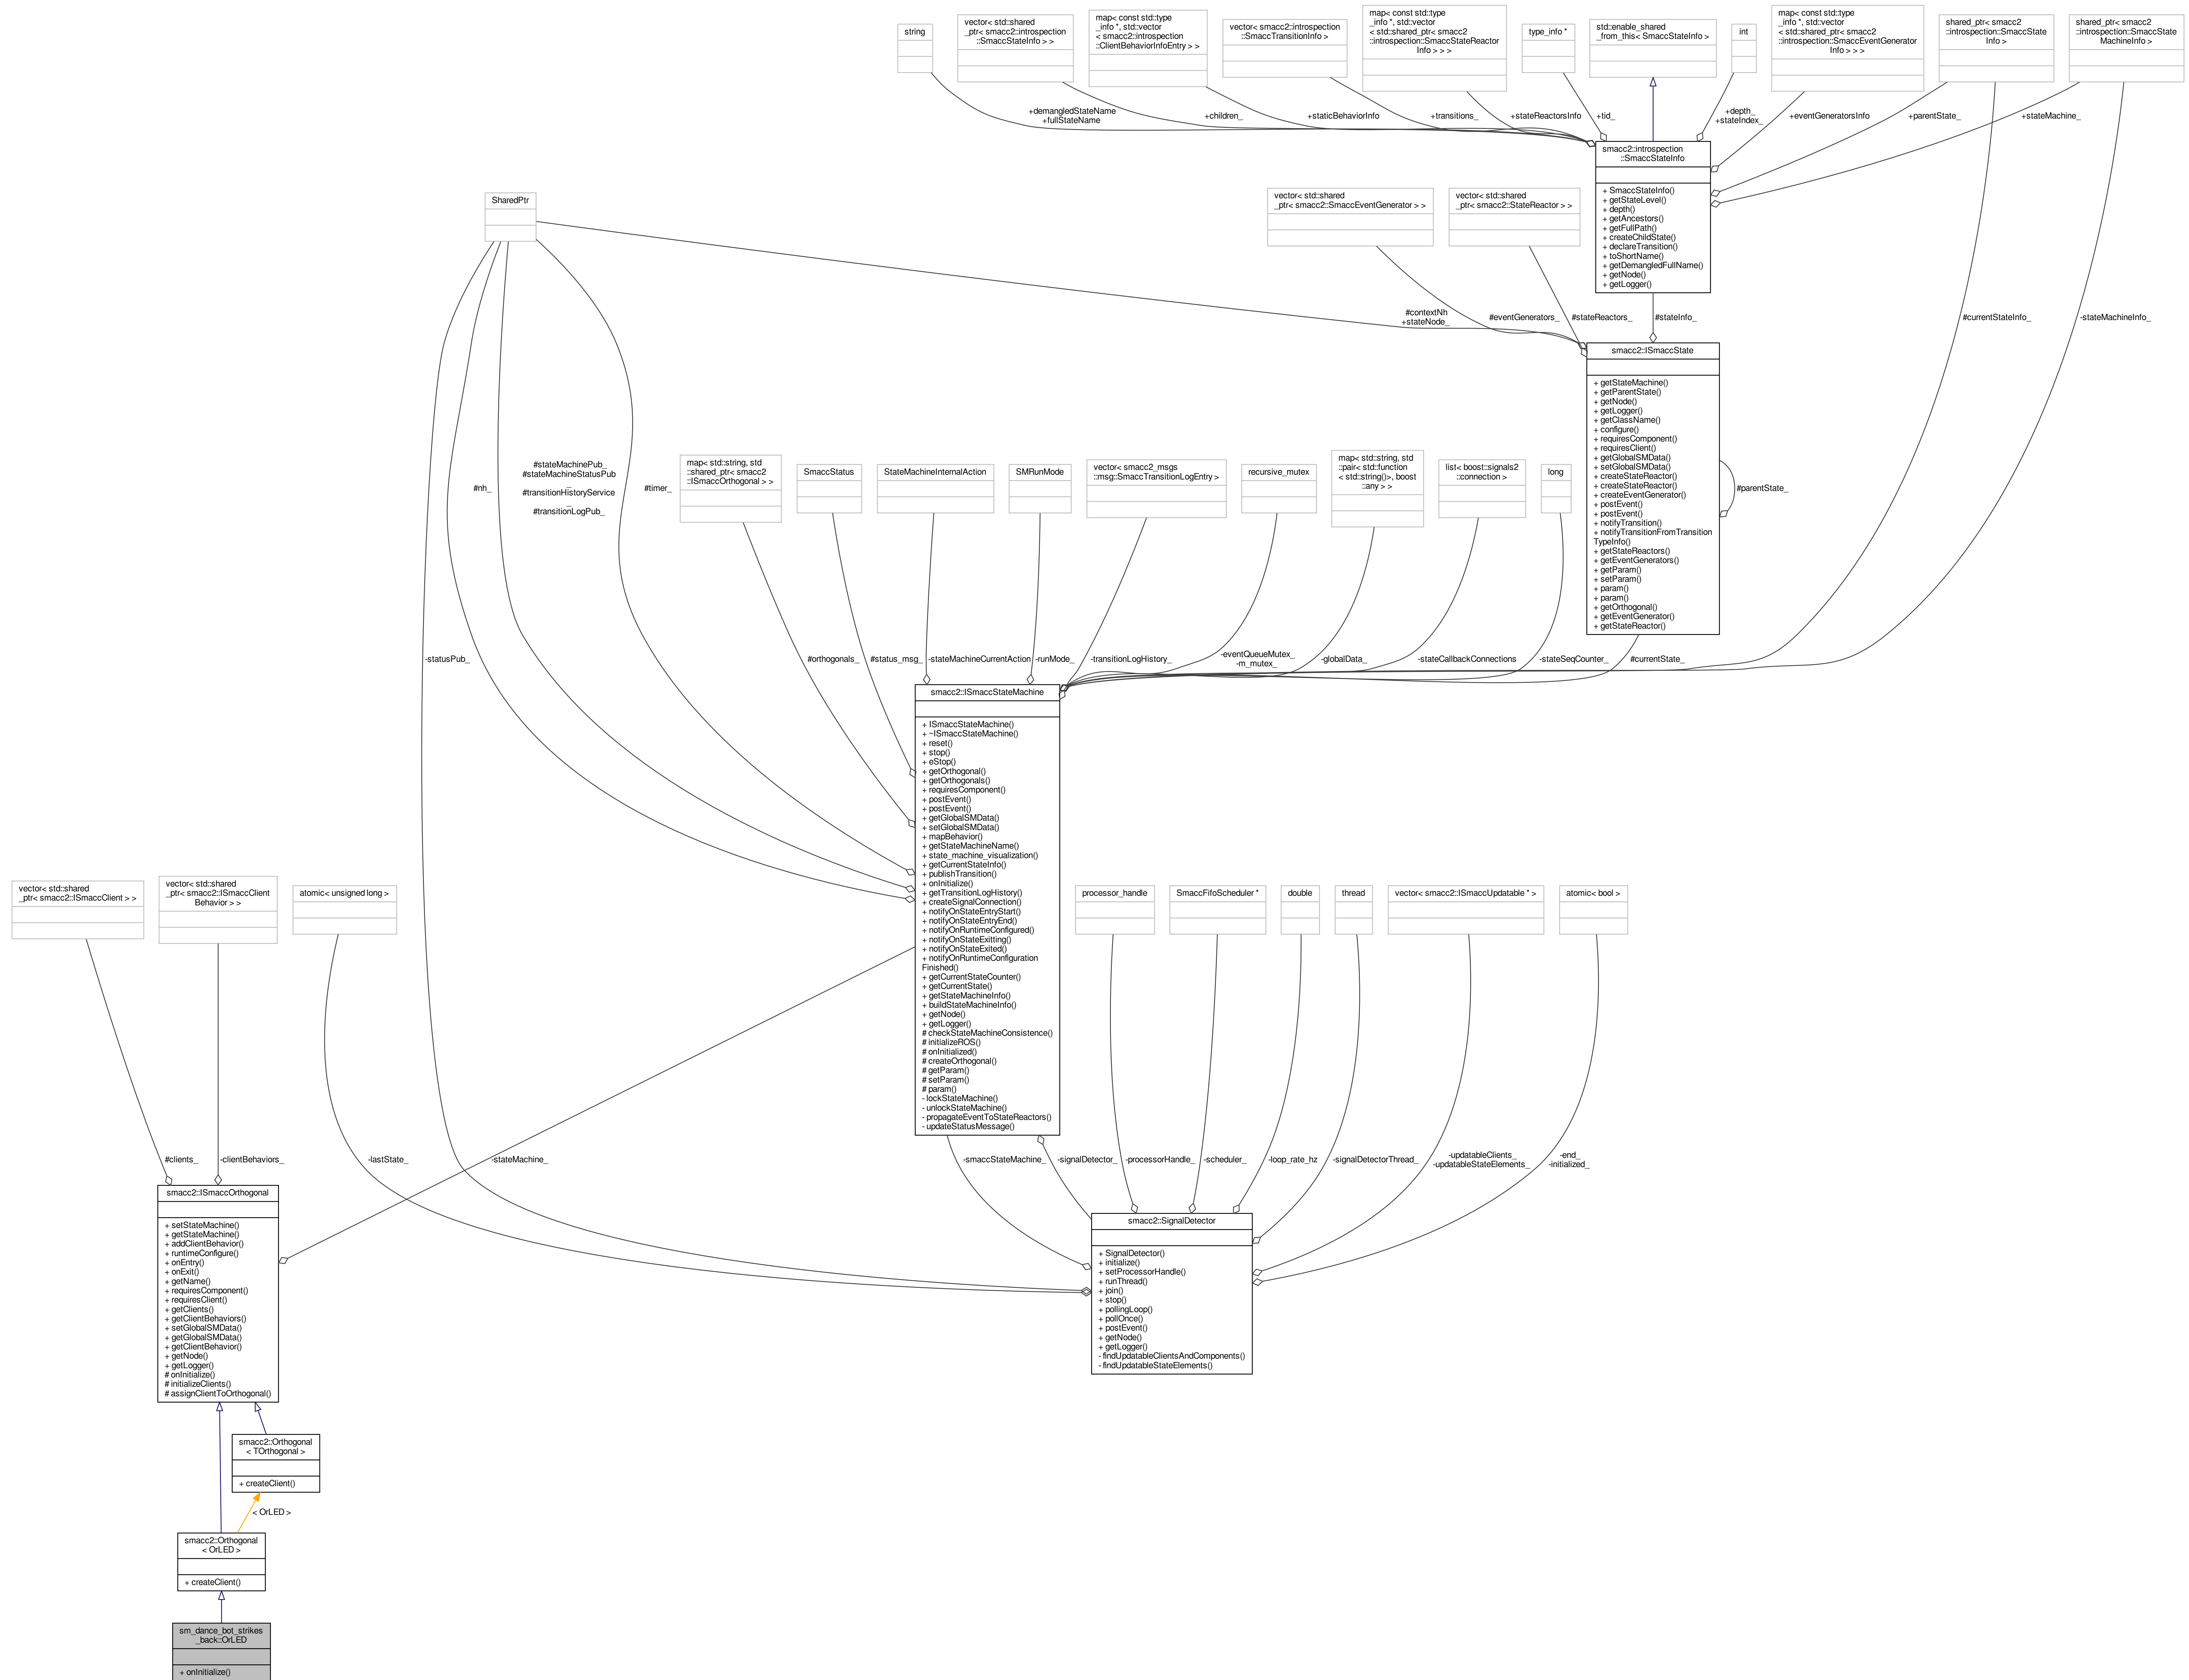 string
vector< std::shared
_ptr< smacc2::introspection
::SmaccStateInfo > >
map< const std::type
_info *, std::vector
< smacc2::introspection
::ClientBehaviorInfoEntry > >
vector< smacc2::introspection
::SmaccTransitionInfo >
map< const std::type
_info *, std::vector
< std::shared_ptr< smacc2
::introspection::SmaccStateReactor
Info > > >
type_info *
std::enable_shared
_from_this< SmaccStateInfo >
int
map< const std::type
_info *, std::vector
< std::shared_ptr< smacc2
::introspection::SmaccEventGenerator
Info > > >
shared_ptr< smacc2
::introspection::SmaccState
Info >
shared_ptr< smacc2
::introspection::SmaccState
MachineInfo >
+demangledStateName
+fullStateName
+children_
+staticBehaviorInfo
+transitions_
+stateReactorsInfo
+tid_
+depth_
+stateIndex_
+eventGeneratorsInfo
+parentState_
+stateMachine_
smacc2::introspection
::SmaccStateInfo
+ SmaccStateInfo()
+ getStateLevel()
+ depth()
+ getAncestors()
+ getFullPath()
+ createChildState()
+ declareTransition()
+ toShortName()
+ getDemangledFullName()
+ getNode()
+ getLogger()
SharedPtr
vector< std::shared
_ptr< smacc2::SmaccEventGenerator > >
vector< std::shared
_ptr< smacc2::StateReactor > >
#contextNh
+stateNode_
#eventGenerators_
#stateReactors_
#stateInfo_
#currentStateInfo_
-stateMachineInfo_
smacc2::ISmaccState
+ getStateMachine()
+ getParentState()
+ getNode()
+ getLogger()
+ getClassName()
+ configure()
+ requiresComponent()
+ requiresClient()
+ getGlobalSMData()
+ setGlobalSMData()
+ createStateReactor()
+ createEventGenerator()
+ postEvent()
+ postEvent()
+ notifyTransition()
+ notifyTransitionFromTransition
TypeInfo()
+ getStateReactors()
+ getEventGenerators()
+ getParam()
+ setParam()
+ param()
+ param()
+ getOrthogonal()
+ getEventGenerator()
+ getStateReactor()
#parentState_
#nh_
#stateMachinePub_
#stateMachineStatusPub
_
#transitionHistoryService
_
#transitionLogPub_
#timer_
map< std::string, std
::shared_ptr< smacc2
::ISmaccOrthogonal > >
SmaccStatus
StateMachineInternalAction
SMRunMode
vector< smacc2_msgs
::msg::SmaccTransitionLogEntry >
recursive_mutex
map< std::string, std
::pair< std::function
< std::string()>, boost
::any > >
list< boost::signals2
::connection >
long
-statusPub_
#orthogonals_
#status_msg_
-stateMachineCurrentAction
-runMode_
-transitionLogHistory_
-eventQueueMutex_
-m_mutex_
-globalData_
-stateCallbackConnections
-stateSeqCounter_
#currentState_
smacc2::ISmaccStateMachine
+ ISmaccStateMachine()
+ ~ISmaccStateMachine()
+ reset()
+ stop()
+ eStop()
+ getOrthogonal()
+ getOrthogonals()
+ requiresComponent()
+ postEvent()
+ postEvent()
+ getGlobalSMData()
+ setGlobalSMData()
+ mapBehavior()
+ getStateMachineName()
+ state_machine_visualization()
+ getCurrentStateInfo()
+ publishTransition()
+ onInitialize()
+ getTransitionLogHistory()
+ createSignalConnection()
+ notifyOnStateEntryStart()
+ notifyOnStateEntryEnd()
+ notifyOnRuntimeConfigured()
+ notifyOnStateExitting()
+ notifyOnStateExited()
+ notifyOnRuntimeConfiguration
Finished()
+ getCurrentStateCounter()
+ getCurrentState()
+ getStateMachineInfo()
+ buildStateMachineInfo()
+ getNode()
+ getLogger()
# checkStateMachineConsistence()
# initializeROS()
# onInitialized()
# createOrthogonal()
# getParam()
# setParam()
# param()
- lockStateMachine()
- unlockStateMachine()
- propagateEventToStateReactors()
- updateStatusMessage()
vector< std::shared
_ptr< smacc2::ISmaccClient > >
vector< std::shared
_ptr< smacc2::ISmaccClient
Behavior > >
atomic< unsigned long >
processor_handle
SmaccFifoScheduler *
double
thread
vector< smacc2::ISmaccUpdatable * >
atomic< bool >
#clients_
-clientBehaviors_
-lastState_
-stateMachine_
-smaccStateMachine_
-signalDetector_
-processorHandle_
-scheduler_
-loop_rate_hz
-signalDetectorThread_
-updatableClients_
-updatableStateElements_
-end_
-initialized_
smacc2::ISmaccOrthogonal
+ setStateMachine()
+ getStateMachine()
+ addClientBehavior()
+ runtimeConfigure()
+ onEntry()
+ onExit()
+ getName()
+ requiresComponent()
+ requiresClient()
+ getClients()
+ getClientBehaviors()
+ setGlobalSMData()
+ getGlobalSMData()
+ getClientBehavior()
+ getNode()
+ getLogger()
# onInitialize()
# initializeClients()
# assignClientToOrthogonal()
smacc2::SignalDetector
+ SignalDetector()
+ initialize()
+ setProcessorHandle()
+ runThread()
+ join()
+ stop()
+ pollingLoop()
+ pollOnce()
+ postEvent()
+ getNode()
+ getLogger()
- findUpdatableClientsAndComponents()
- findUpdatableStateElements()
smacc2::Orthogonal
< TOrthogonal >
+ createClient()
< OrLED >
smacc2::Orthogonal
< OrLED >
+ createClient()
sm_dance_bot_strikes
_back::OrLED
+ onInitialize()